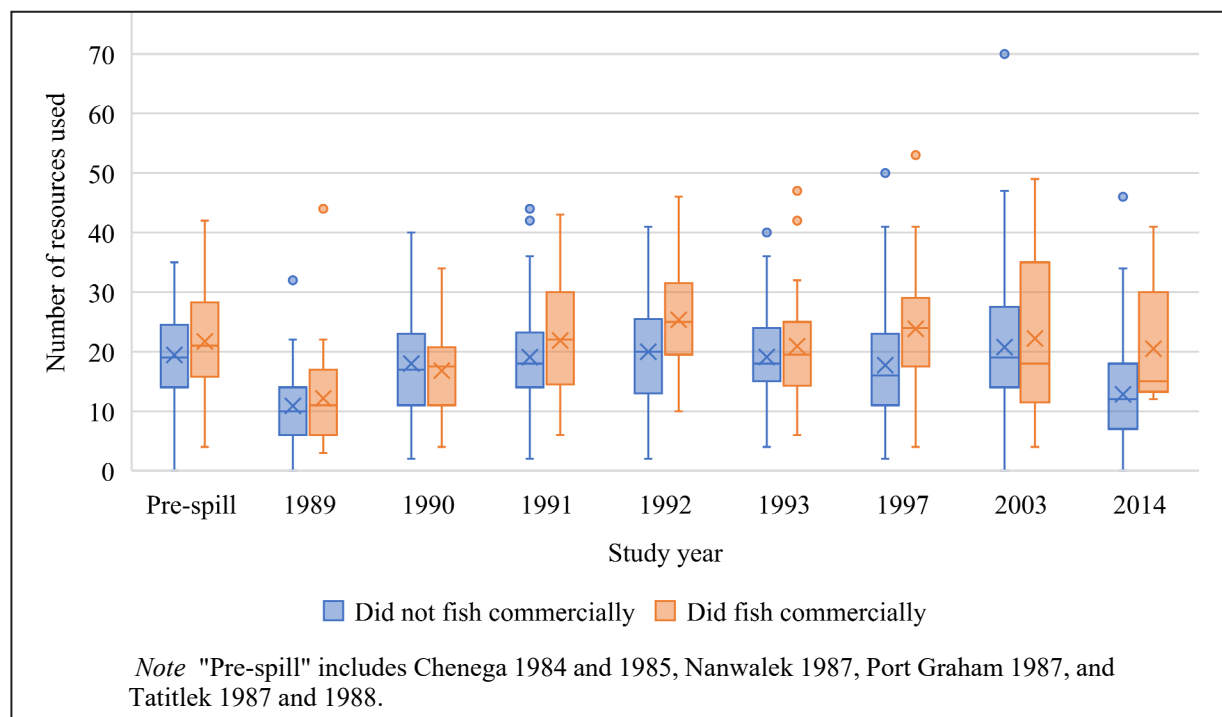 Number of resources used
70
60
50
40
30
20
10
0
Pre-spill 1989 1990 1991 1992 1993 1997 2003 2014
Study year
Did not fish commercially Did fish commercially
Note "Pre-spill" includes Chenega 1984 and 1985, Nanwalek 1987, Port Graham 1987, and
Tatitlek 1987 and 1988.